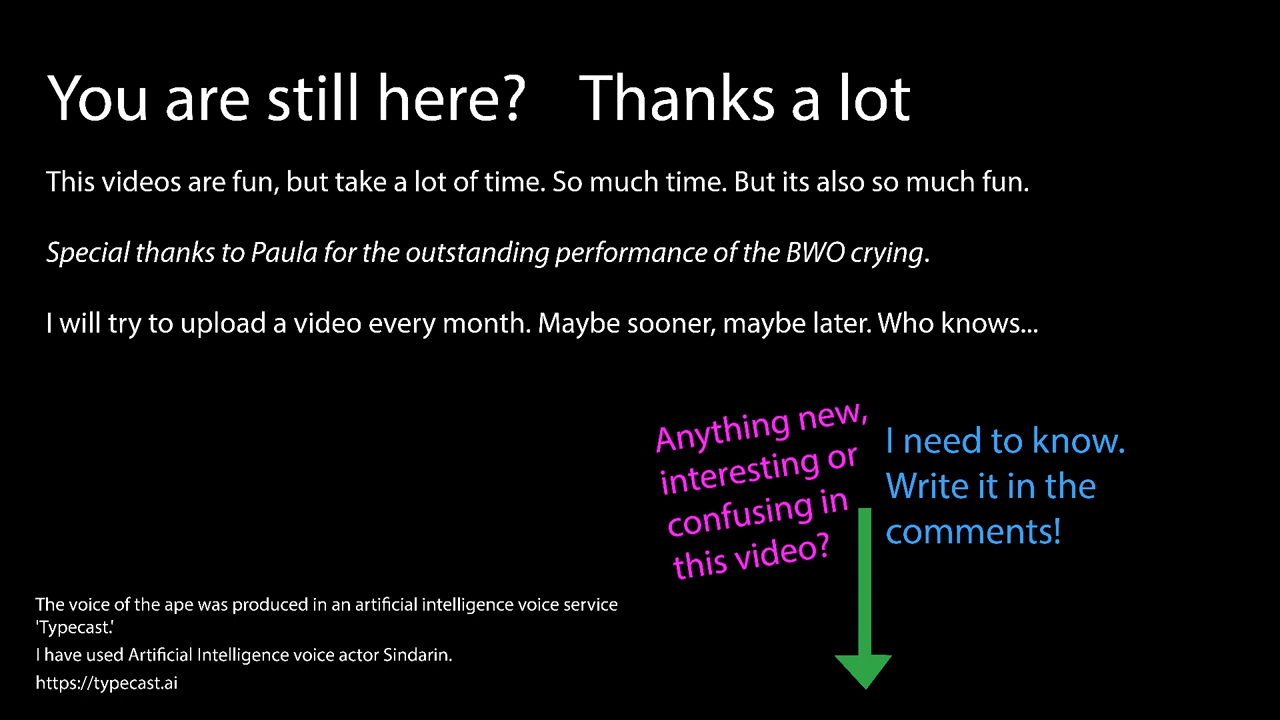 You are still here? Thanks a lot
This videos are fun, but take a lot of time. So much time. But its also so much fun.
Special thanks to Paula for the outstanding performance of the BWO crying.
I will try to upload a video every month. Maybe sooner, maybe later. Who knows...
Anything new,
interesting or
confusing in
this video?
I need to know.
Write it in the
comments!
The voice of the ape was produced in an artificial intelligence voice service
'Typecast.'
I have used Artificial Intelligence voice actor Sindarin.
https://typecast.ai